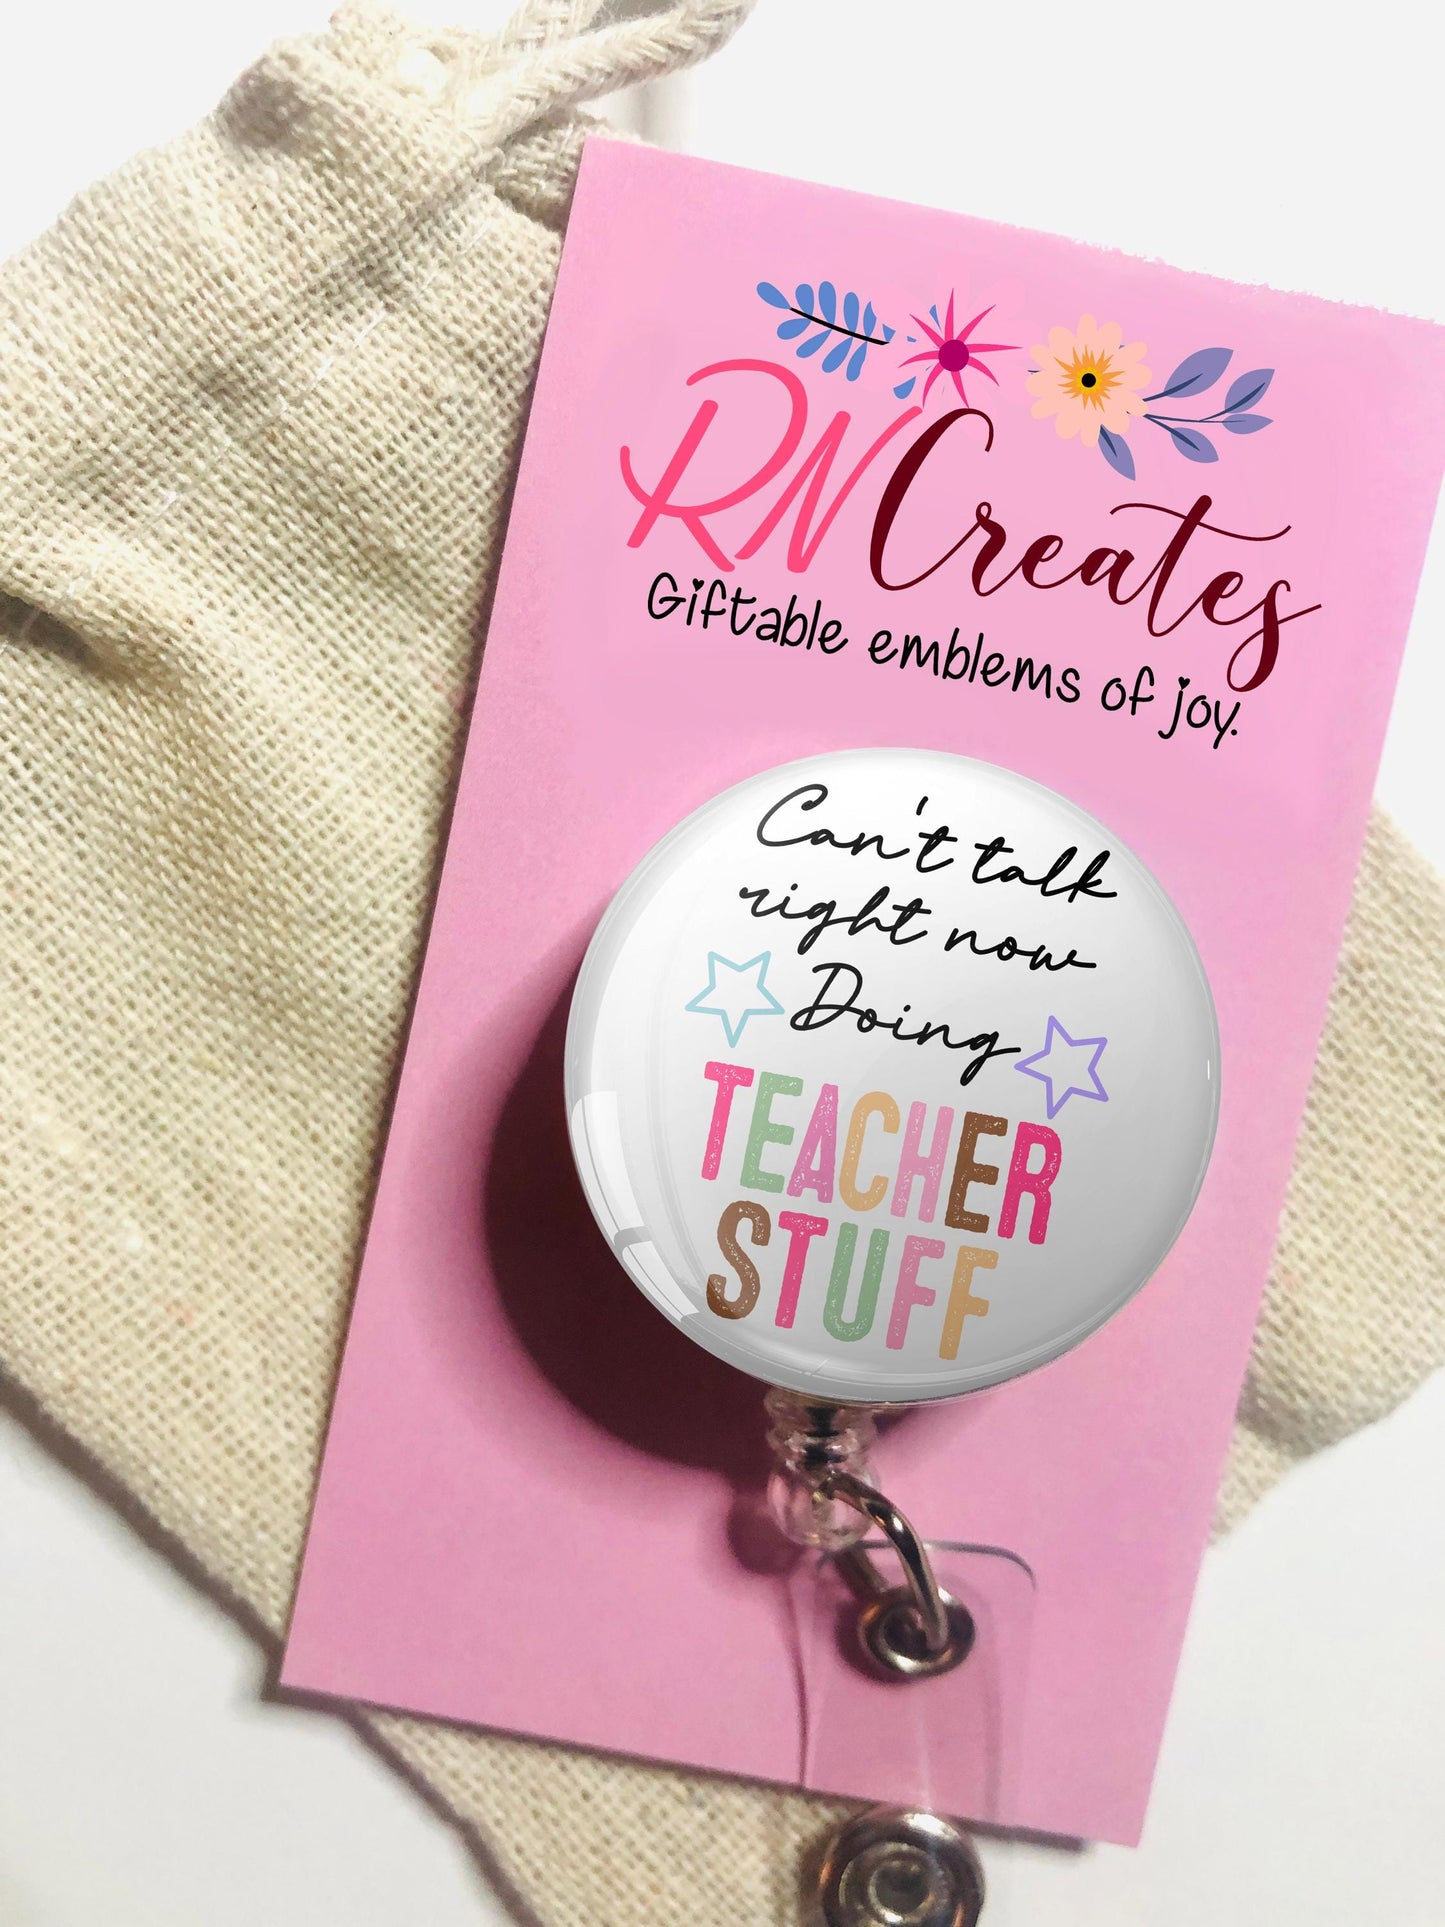 RNCreates
Giftable emblems of joy.
Can't talk
right now
Doing
TEACHER
STUFF